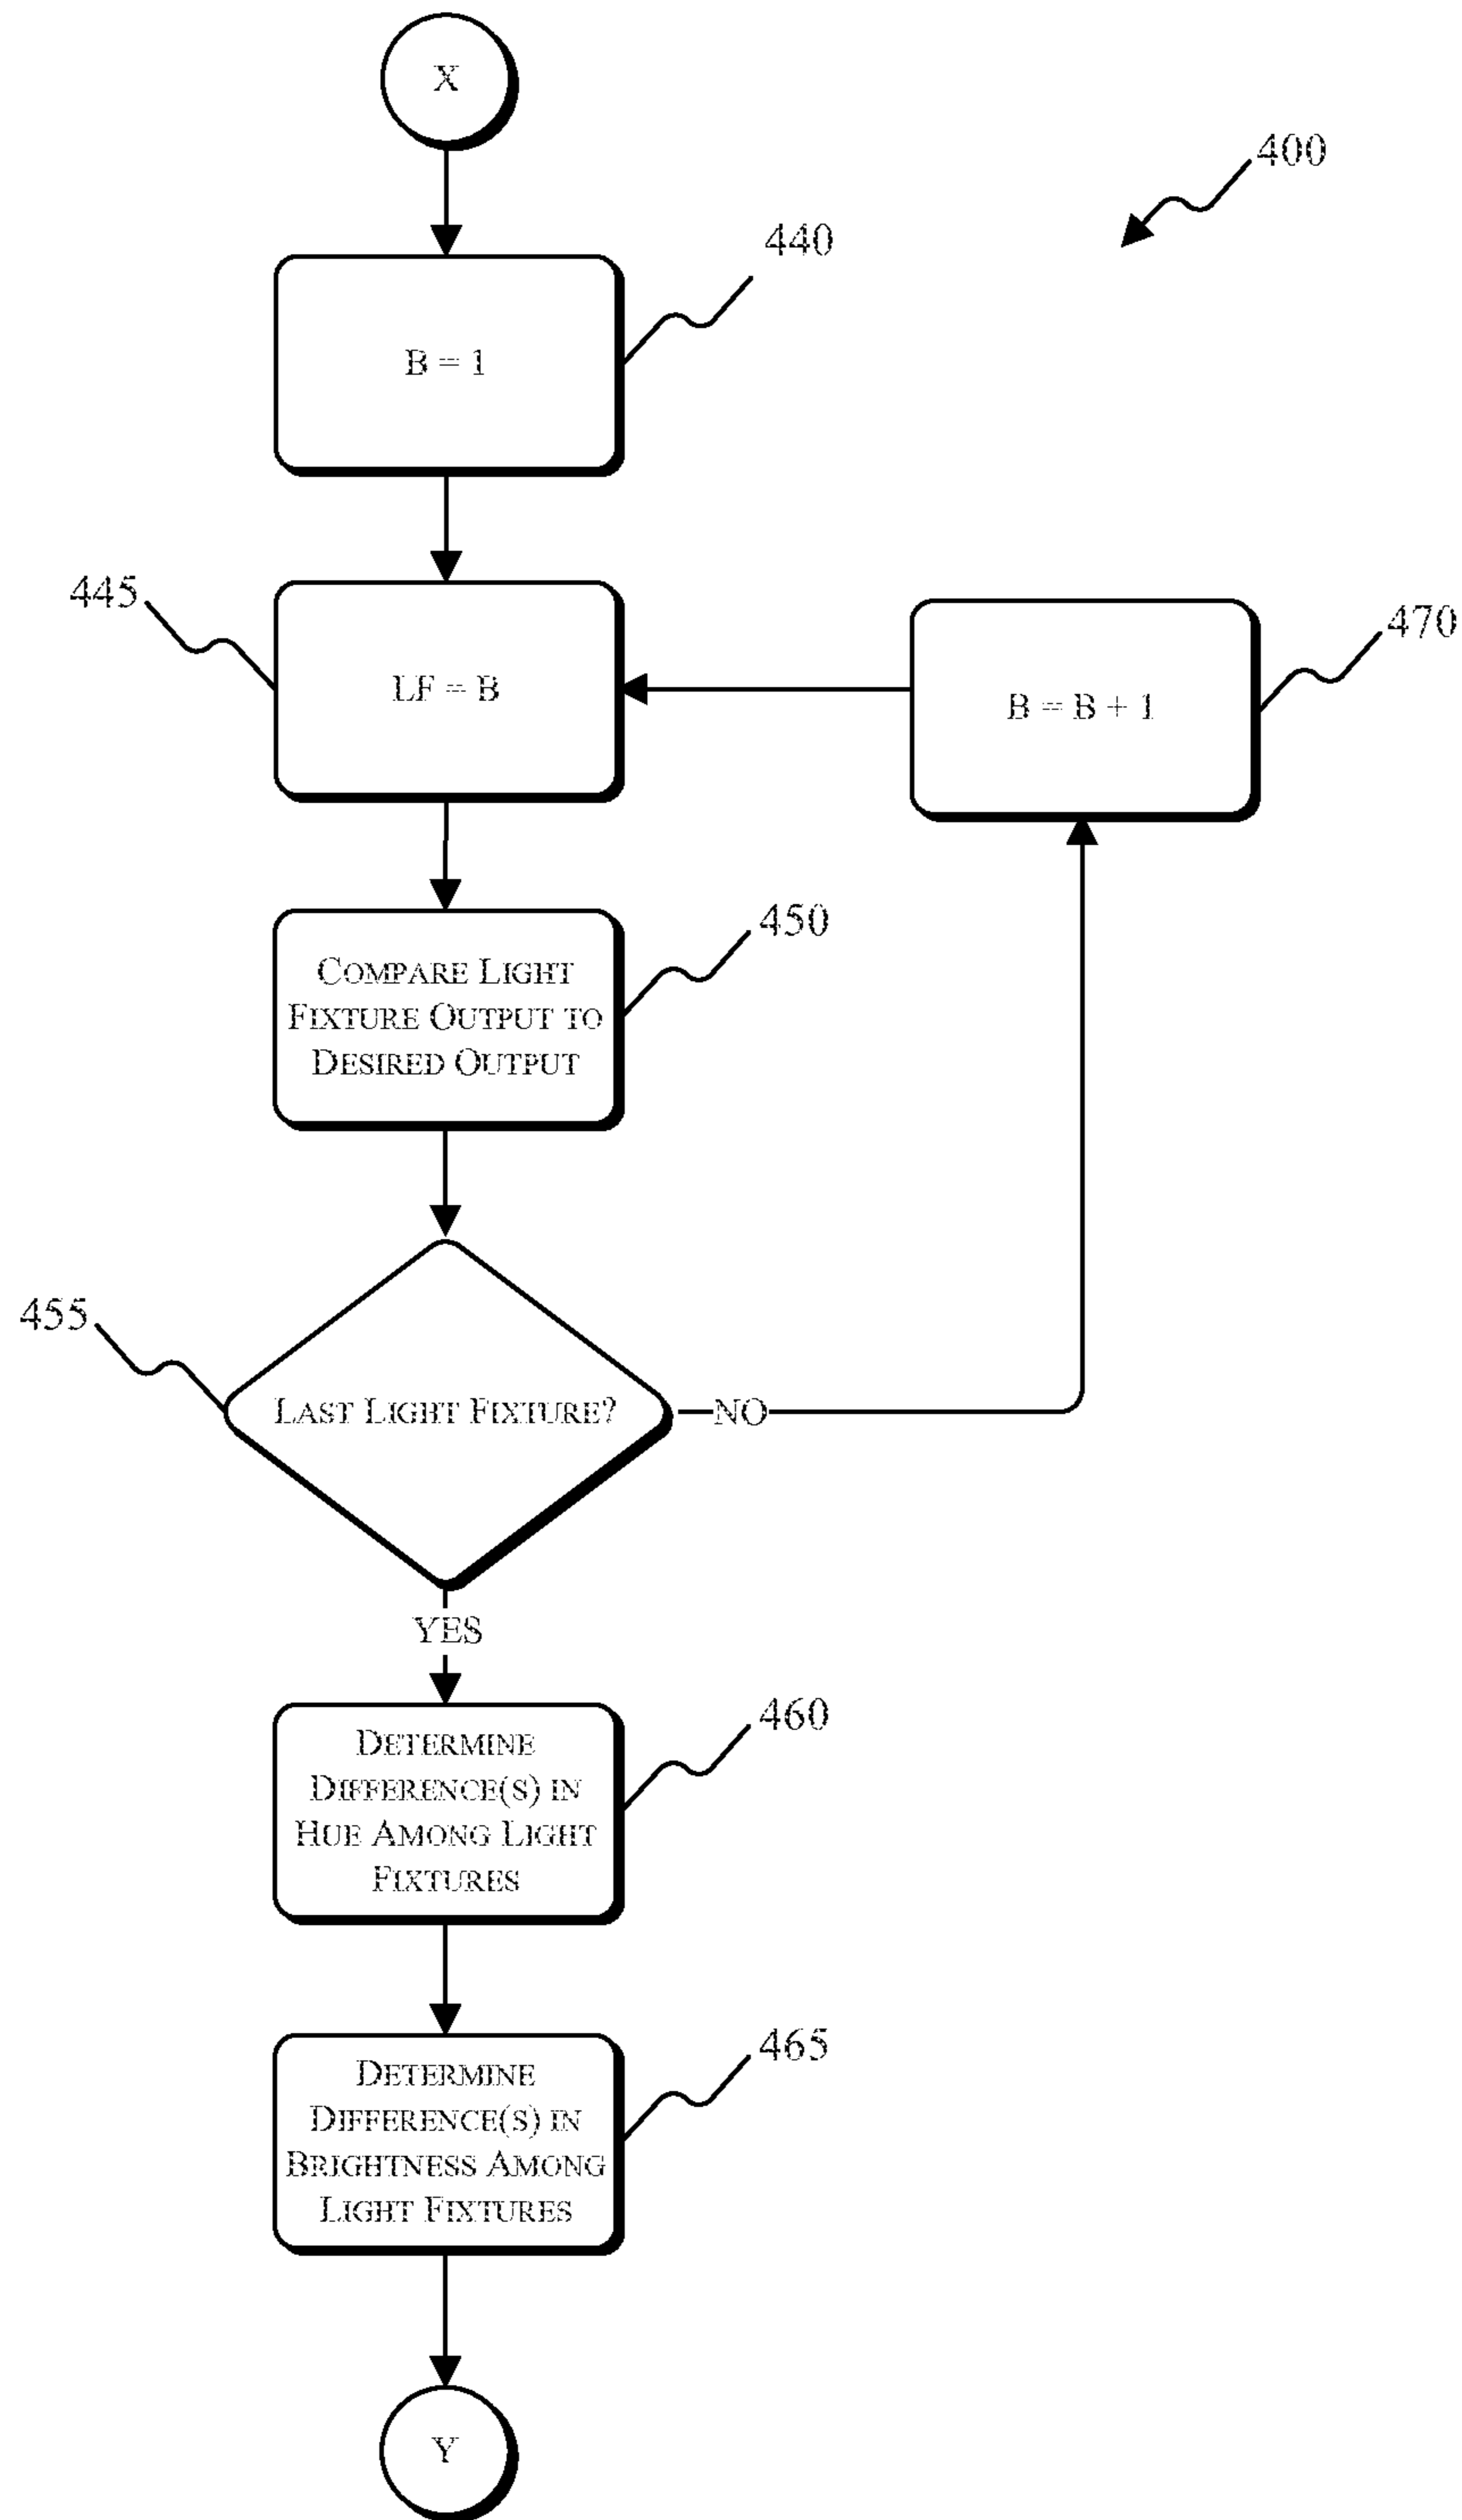 X
400
440
B = 1
445
LF = B
470
B = B + 1
450
COMPARE LIGHT
FIXTURE OUTPUT TO
DESIRED OUTPUT
455
LAST LIGHT FIXTURE?
NO
YES
460
DETERMINE
DIFFERENCE(S) IN
HUE AMONG LIGHT
FIXTURES
465
DETERMINE
DIFFERENCE(S) IN
BRIGHTNESS AMONG
LIGHT FIXTURES
Y